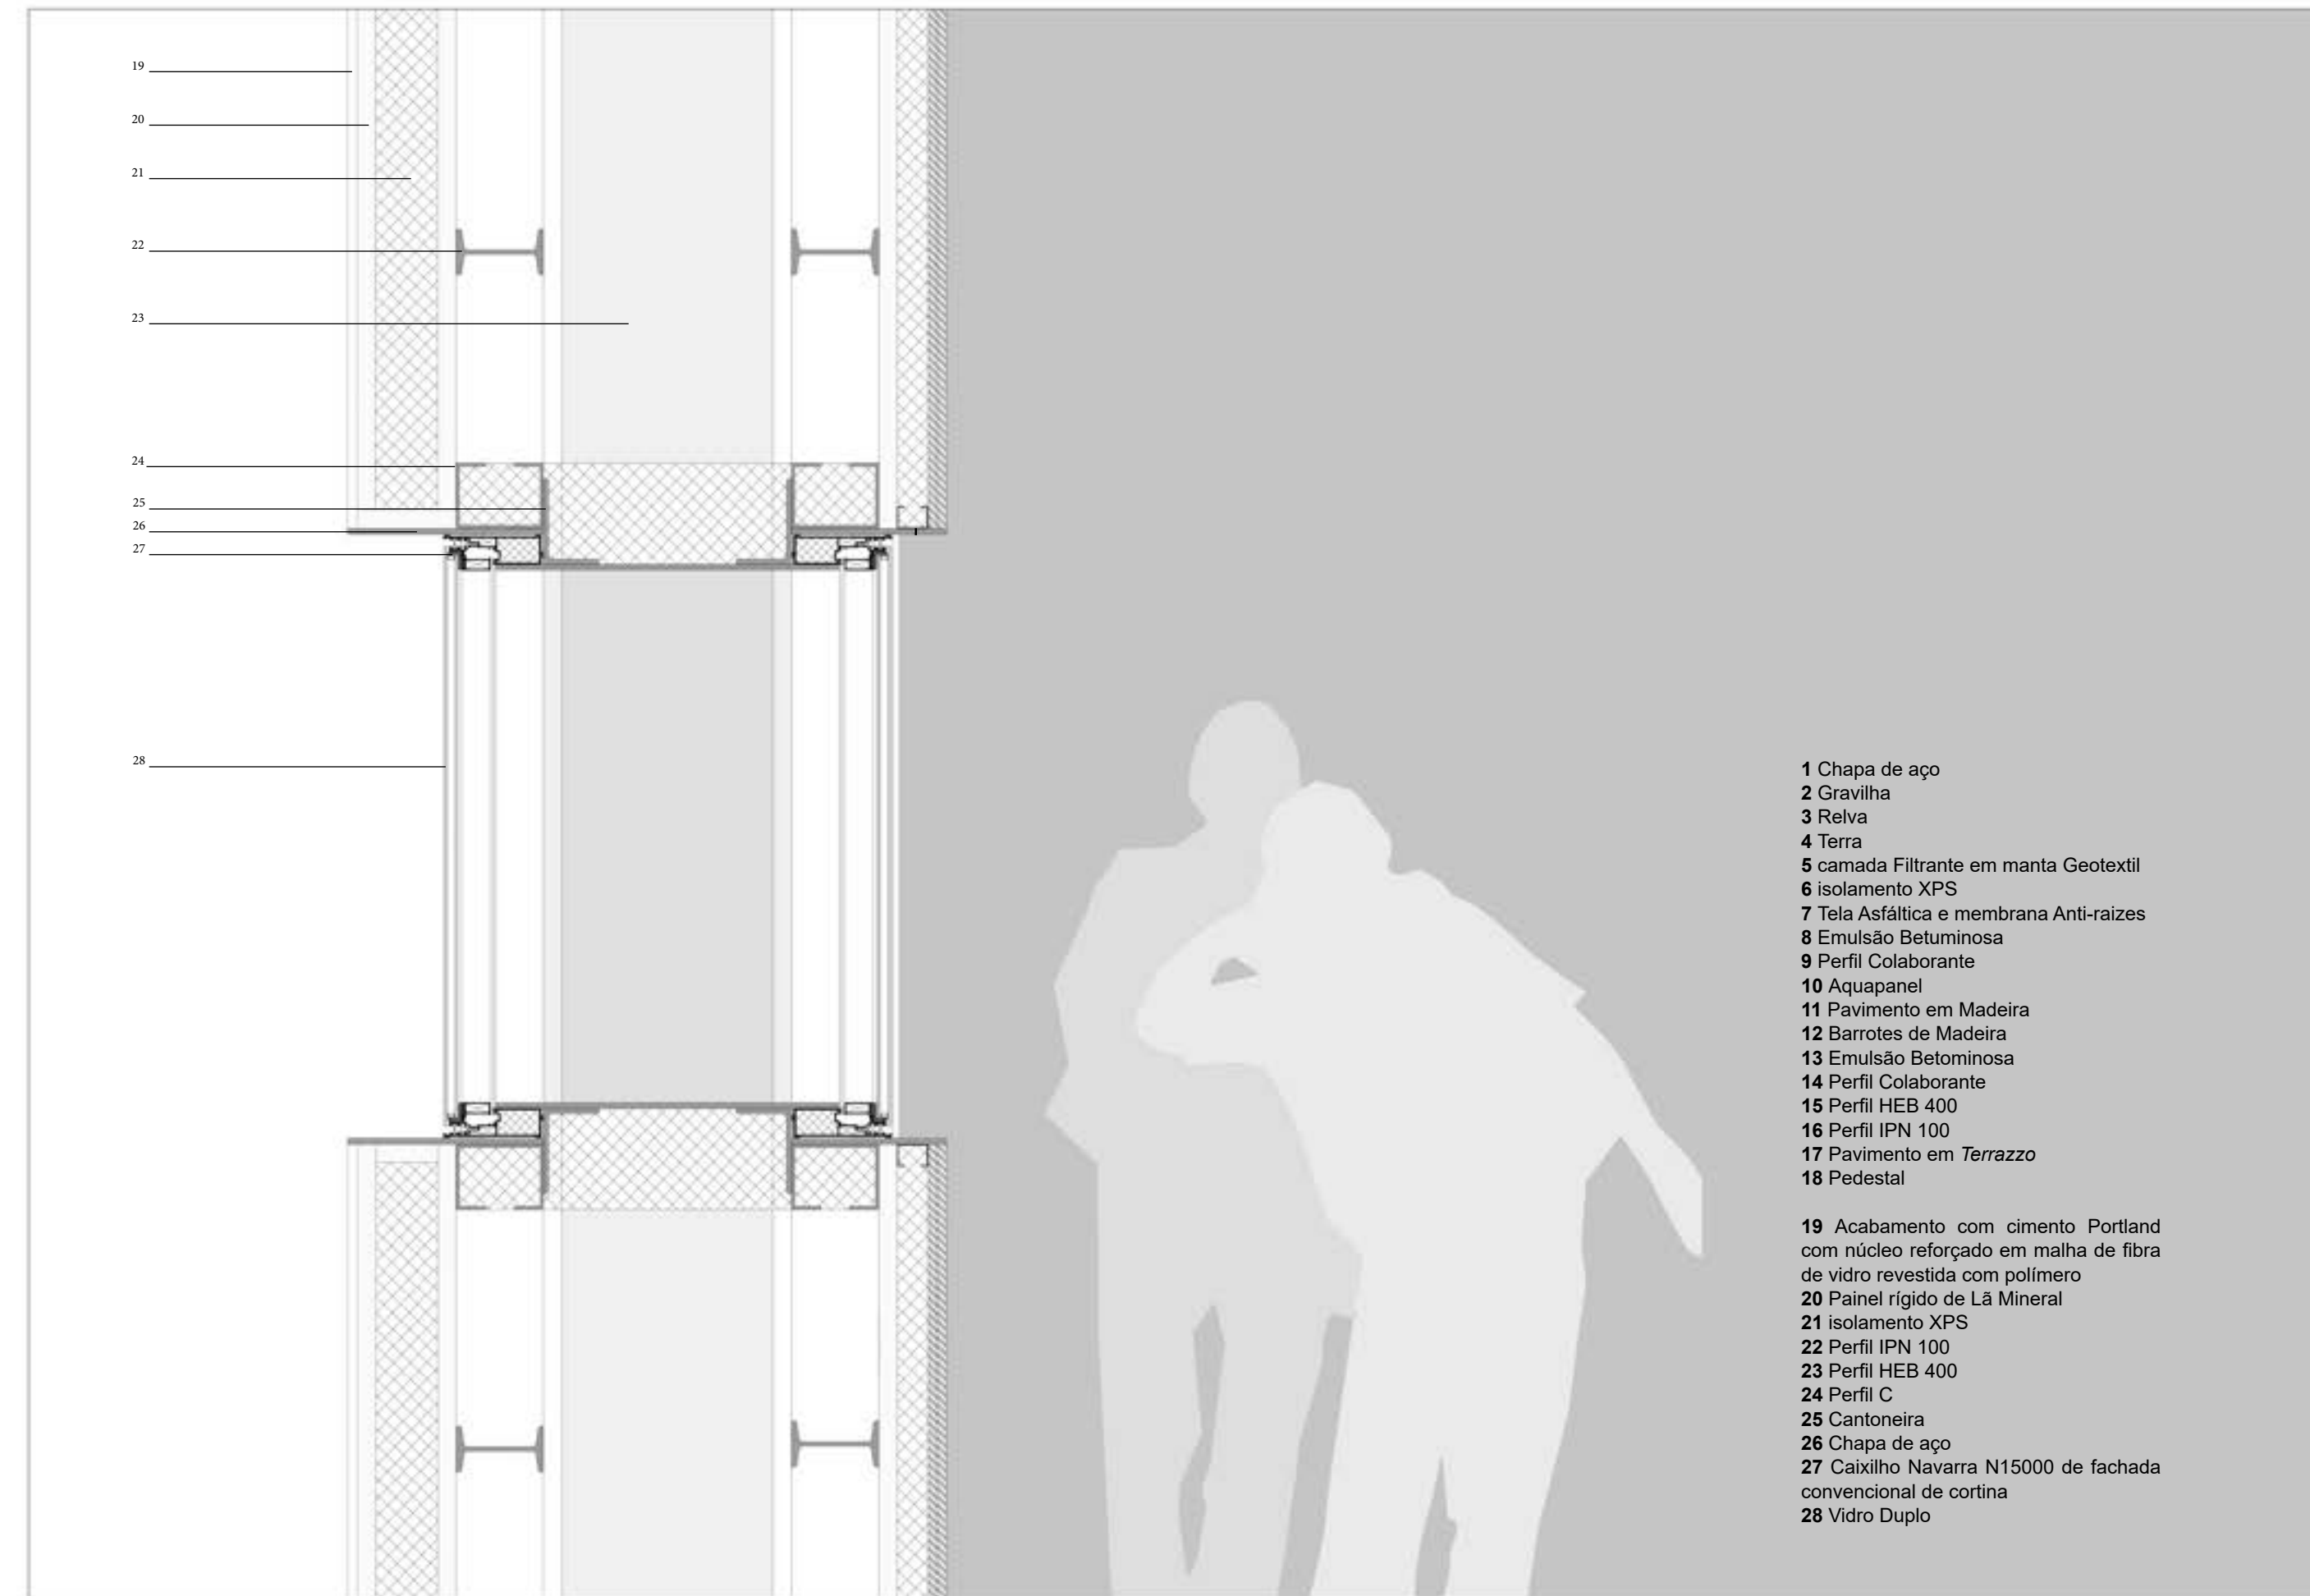 19
20
21
22
23
24
25
26
27
28
1 Chapa de aço
2 Gravilha
3 Relva
4 Terra
5 camada Filtrante em manta Geotextil
6 isolamento XPS
7 Tela Asfáltica e membrana Anti-raizes
8 Emulsão Betuminosa
9 Perfil Colaborante
10 Aquapanel
11 Pavimento em Madeira
12 Barrotes de Madeira
13 Emulsão Betominosa
14 Perfil Colaborante
15 Perfil HEB 400
16 Perfil IPN 100
17 Pavimento em Terrazzo
18 Pedestal
19 Acabamento com cimento Portland
com núcleo reforçado em malha de fibra
de vidro revestida com polímero
20 Painel rígido de Lã Mineral
21 isolamento XPS
22 Perfil IPN 100
23 Perfil HEB 400
24 Perfil C
25 Cantoneira
26 Chapa de aço
27 Caixilho Navarra N15000 de fachada
convencional de cortina
28 Vidro Duplo